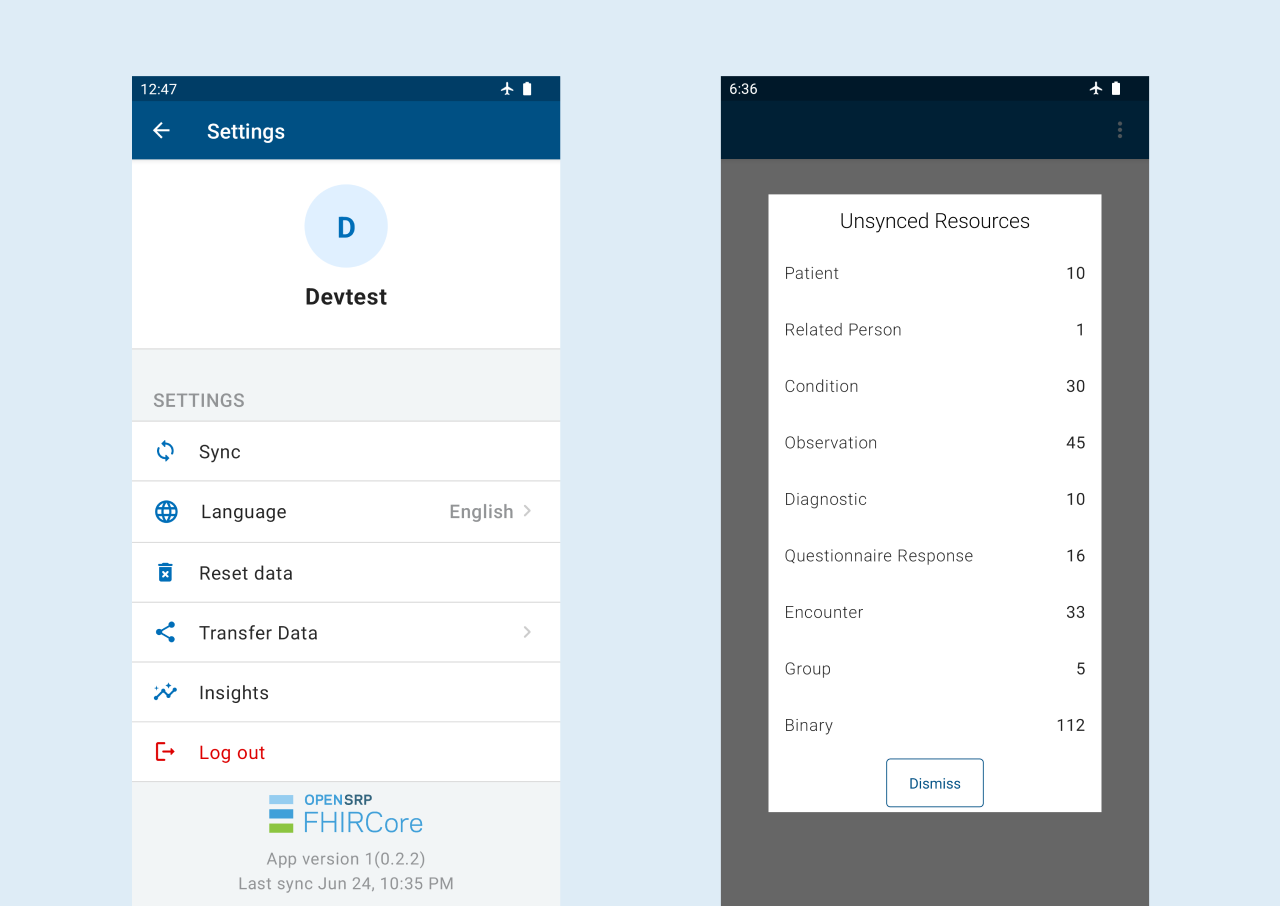 12:47
Settings
D
Devtest
SETTINGS
Sync
Language English
Reset data
Transfer Data
Insights
Log out
OPENSRP
FHIRCore
App version 1(0.2.2)
Last sync Jun 24, 10:35 PM
6:36
Unsynced Resources
Patient 10
Related Person 1
Condition 30
Observation 45
Diagnostic 10
Questionnaire Response 16
Encounter 33
Group 5
Binary 112
Dismiss